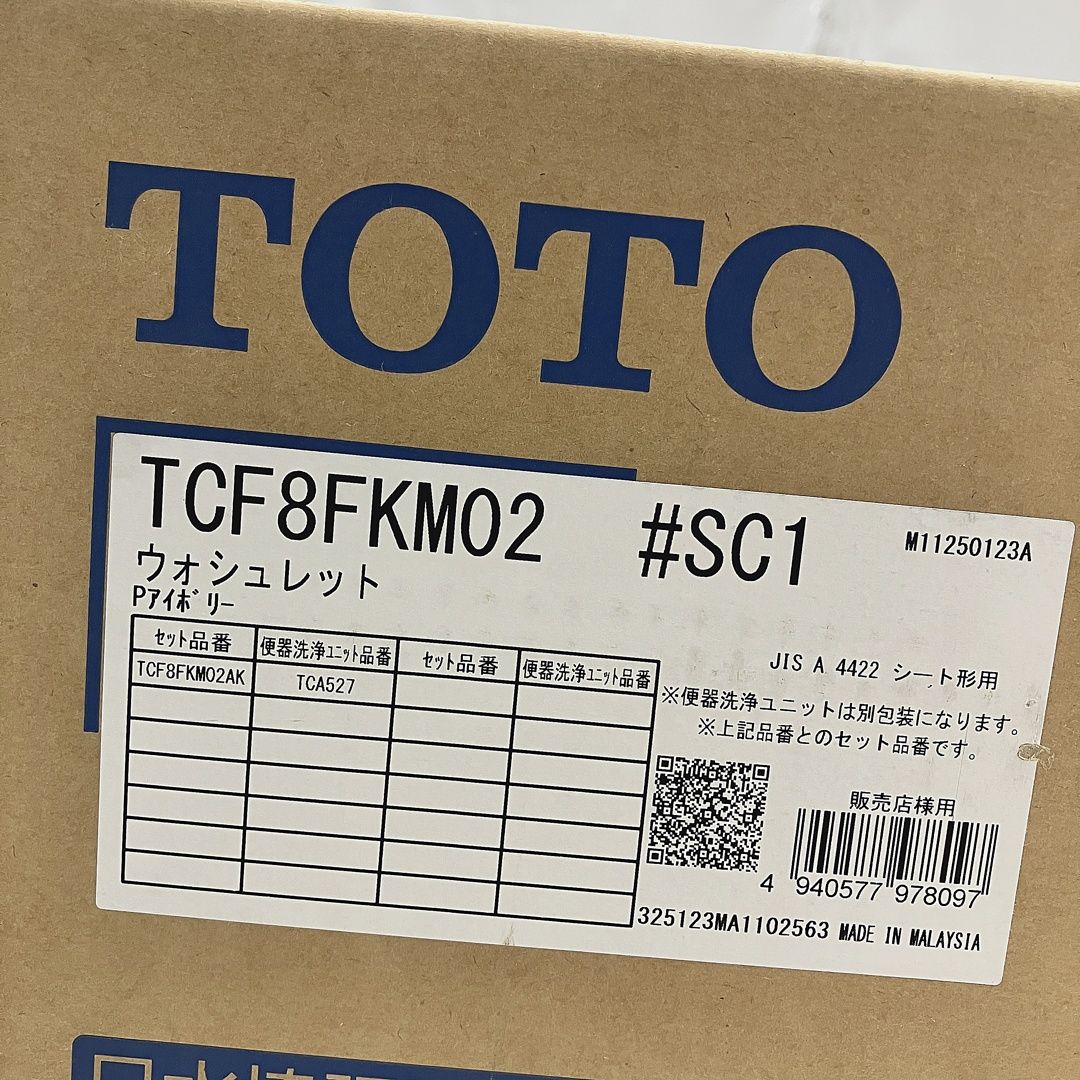 TOTO
TCF8FKM02 #SC1 M11250123A
ウォシュレット
Pアイボリー
セット品番 便器洗浄ユニット品番 セット品番 便器洗浄ユニット品番
TCF8FKM02AK TCA527
JIS A 4422 シート形用
※便器洗浄ユニットは別包装になります。
※上記品番とのセット品番です。
販売店様用
4 940577 978097
325123MA1102563 MADE IN MALAYSIA